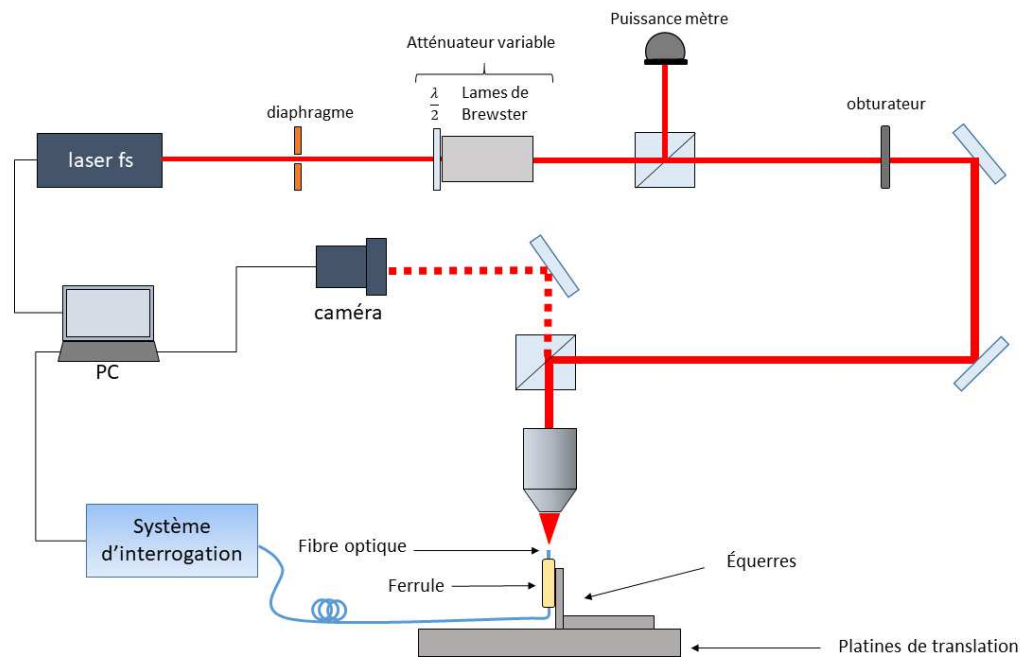 Puissance mètre
Atténuateur variable
λ/2
Lames de
Brewster
diaphragme
obturateur
laser fs
caméra
PC
Système
d'interrogation
Fibre optique
Ferrule
Équerres
Platines de translation